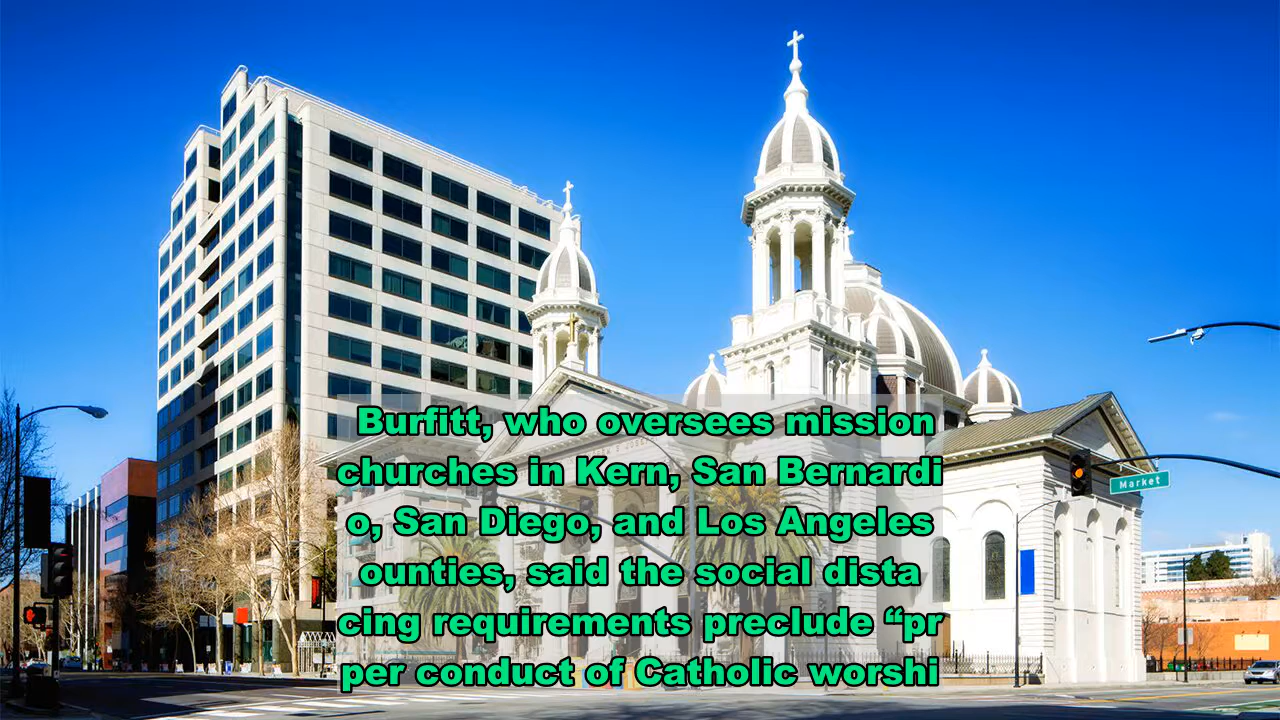 Burfitt, who oversees mission
churches in Kern, San Bernardi
o, San Diego, and Los Angeles
ounties, said the social dista
cing requirements preclude “pr
per conduct of Catholic worshi
Market